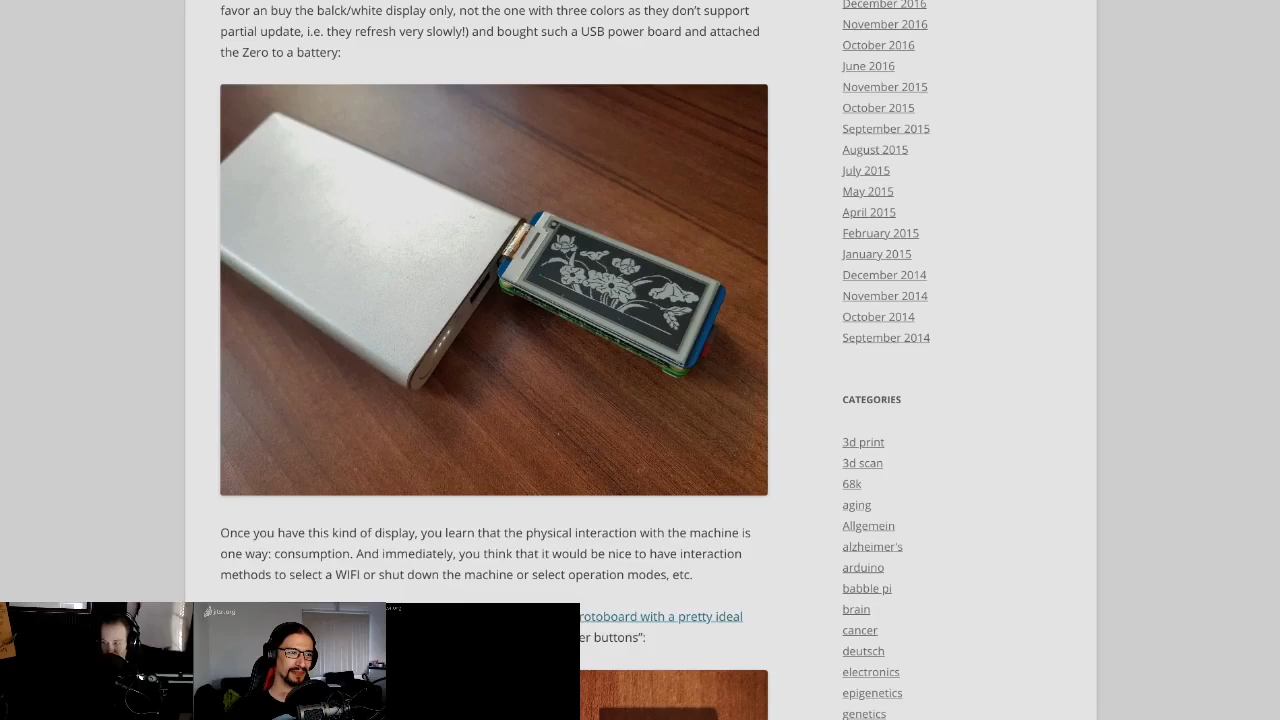 favor an buy the balck/white display only, not the one with three colors as they don't support
partial update, i.e. they refresh very slowly!) and bought such a USB power board and attached
the Zero to a battery:
Once you have this kind of display, you learn that the physical interaction with the machine is
one way: consumption. And immediately, you think that it would be nice to have interaction
methods to select a WIFI or shut down the machine or select operation modes, etc.
rotoboard with a pretty ideal
er buttons":
December 2016
November 2016
October 2016
June 2016
November 2015
October 2015
September 2015
August 2015
July 2015
May 2015
April 2015
February 2015
January 2015
December 2014
November 2014
October 2014
September 2014
CATEGORIES
3d print
3d scan
68k
aging
Allgemein
alzheimer's
arduino
babble pi
brain
cancer
deutsch
electronics
epigenetics
genetics
jitsi.org